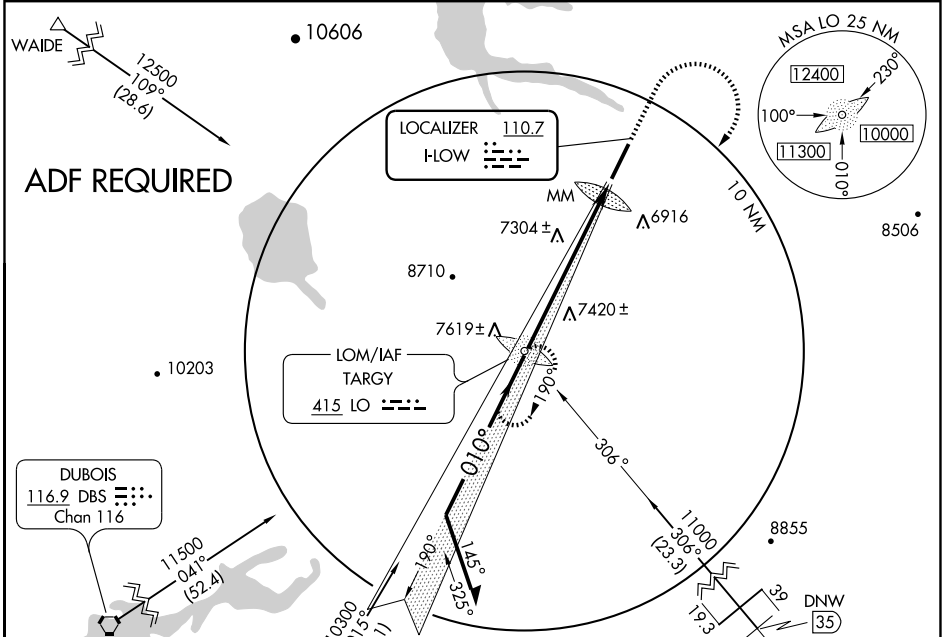 WAIDE
12500
109°
(28.6)
10606
MSA LO 25 NM
12400
230°
100°
10000
11300
010°
LOCALIZER 110.7
I-LOW
ADF REQUIRED
MM
10 NM
6916
7304 ±
8506
8710
7619±
7420 ±
10203
LOM/IAF
TARGY
415 LO
190°
010°
306°
DUBOIS
116.9 DBS
Chan 116
11500
041°
(52.4)
190°
145°
325°
11000
306°
(23.3)
8855
39
19.3
DNW
35
10300
015°